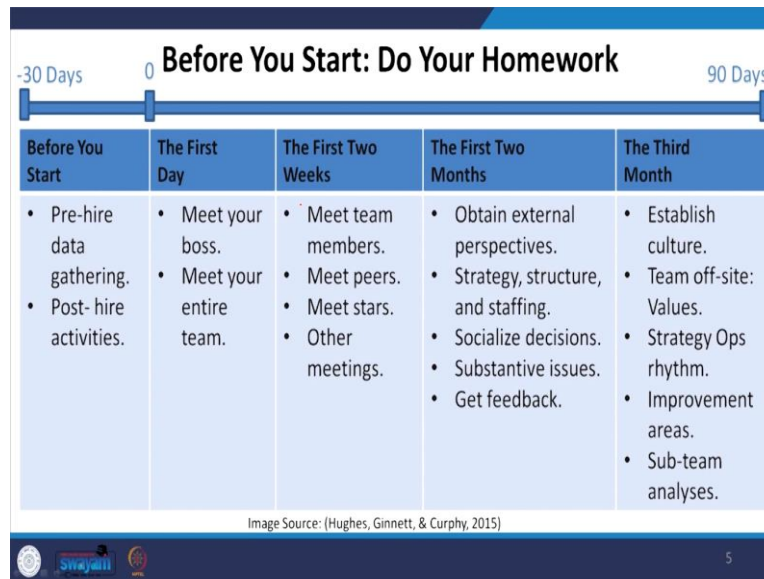 Before You Start: Do Your Homework
-30 Days
0
90 Days
Before You
Start
• Pre-hire
data
gathering.
• Post- hire
activities.
The First
Day
• Meet your
boss.
• Meet your
entire
team.
The First Two
Weeks
• Meet team
members.
• Meet peers.
• Meet stars.
• Other
meetings.
The First Two
Months
• Obtain external
perspectives.
• Strategy, structure,
and staffing.
• Socialize decisions.
• Substantive issues.
• Get feedback.
The Third
Month
• Establish
culture.
• Team off-site:
Values.
• Strategy Ops
rhythm.
• Improvement
areas.
• Sub-team
analyses.
Image Source: (Hughes, Ginnett, & Curphy, 2015)
swayam
5